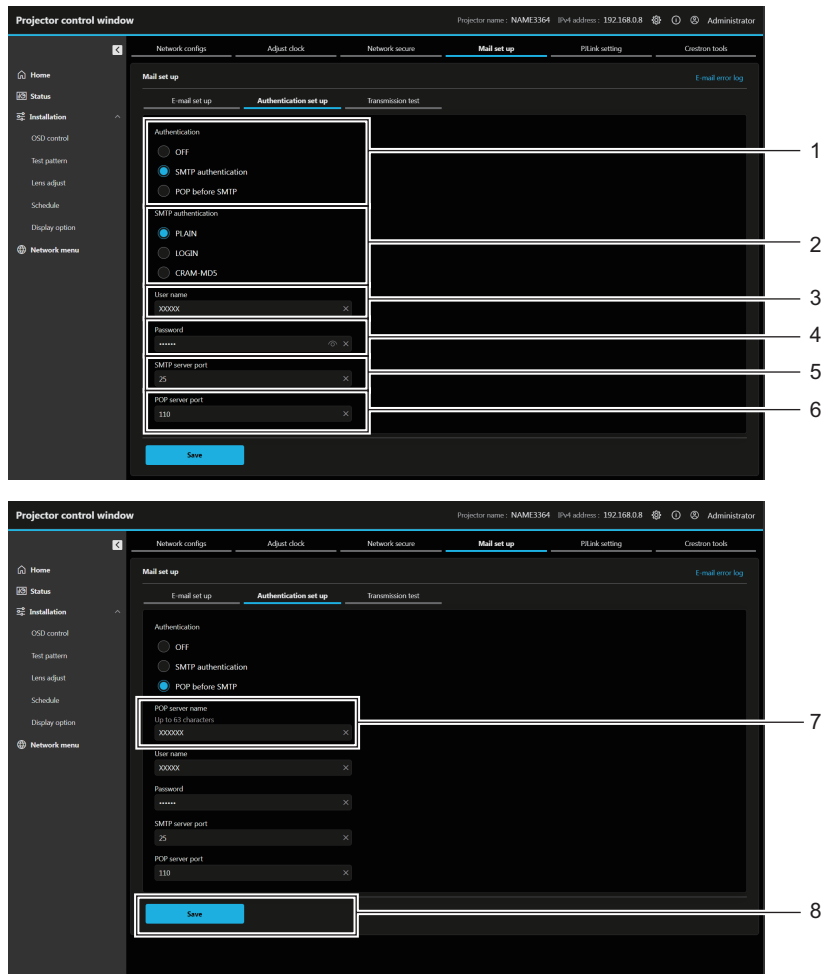 Projector control window
Projector name : NAME3364 IPv4 address : 192.168.0.8 Administrator
Network configs Adjust clock Network secure Mail set up PJLink setting Crestron tools
Home
Status
Installation
OSD control
Test pattern
Lens adjust
Schedule
Display option
Network menu
Mail set up
E-mail error log
E-mail set up Authentication set up Transmission test
Authentication
OFF
SMTP authentication
POP before SMTP
1
SMTP authentication
PLAIN
LOGIN
CRAM-MD5
2
User name
XXXXX
3
Password
••••••
4
SMTP server port
25
5
POP server port
110
6
Save
Projector control window
Projector name : NAME3364 IPv4 address : 192.168.0.8 Administrator
Network configs Adjust clock Network secure Mail set up PJLink setting Crestron tools
Home
Status
Installation
OSD control
Test pattern
Lens adjust
Schedule
Display option
Network menu
Mail set up
E-mail error log
E-mail set up Authentication set up Transmission test
Authentication
OFF
SMTP authentication
POP before SMTP
POP server name
Up to 63 characters
XXXXXX
7
User name
XXXXX
Password
••••••
SMTP server port
25
POP server port
110
Save
8